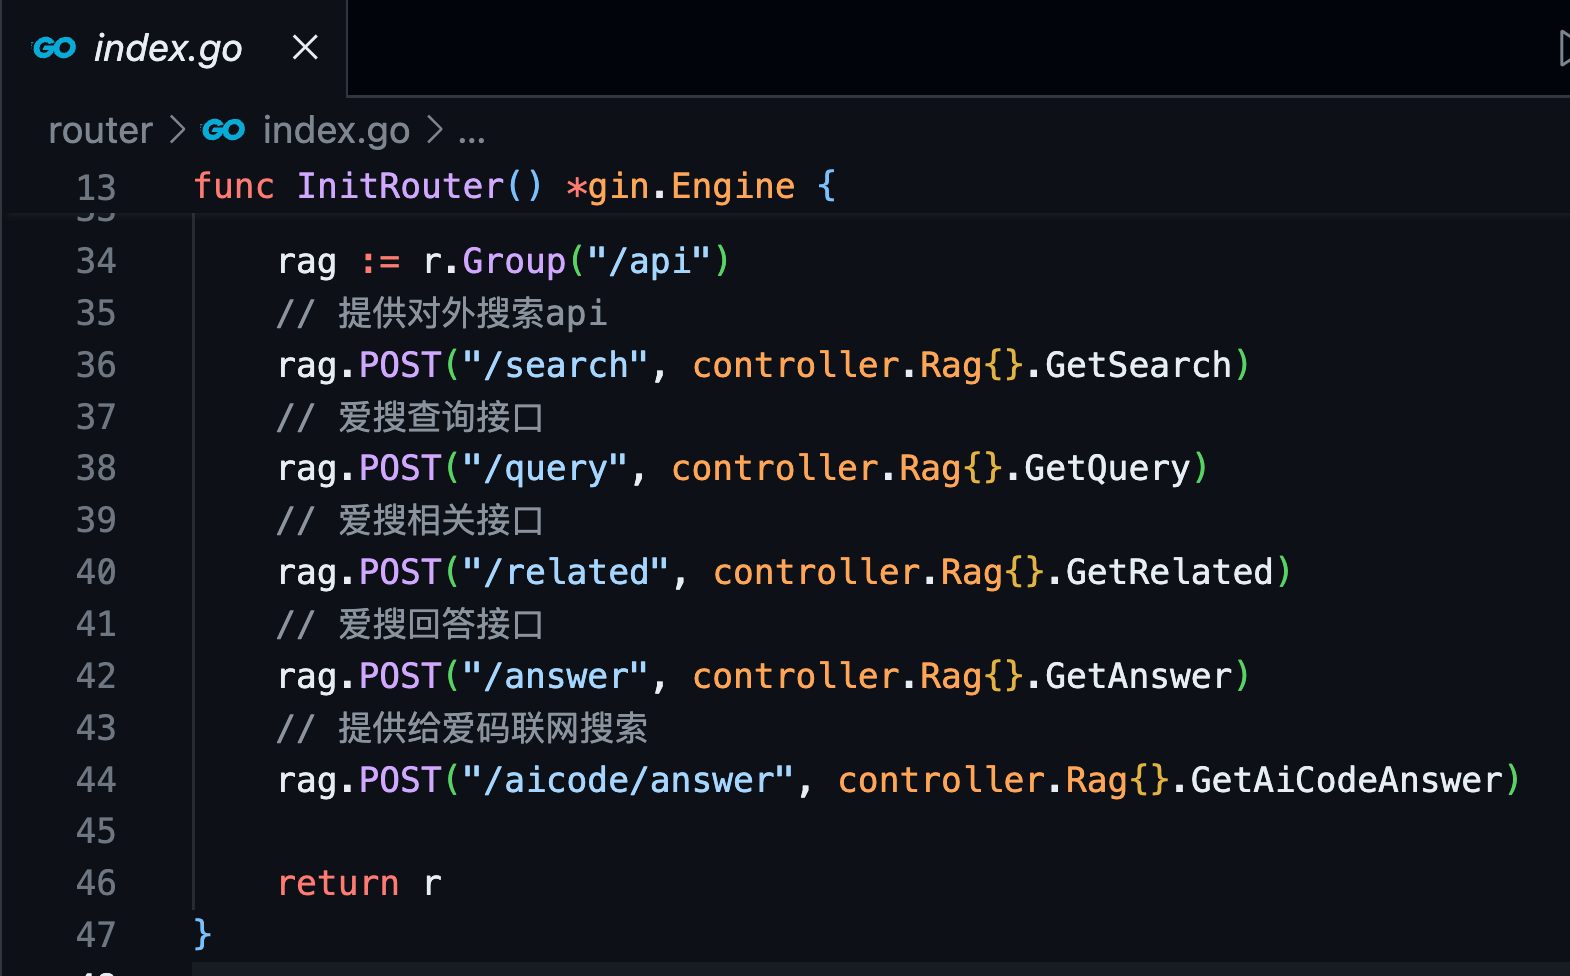 GO index.go
router > GO index.go > ...
13 func InitRouter() *gin.Engine {
34 rag := r.Group("/api")
35 // 提供对外搜索api
36 rag.POST("/search", controller.Rag{}.GetSearch)
37 // 爱搜查询接口
38 rag.POST("/query", controller.Rag{}.GetQuery)
39 // 爱搜相关接口
40 rag.POST("/related", controller.Rag{}.GetRelated)
41 // 爱搜回答接口
42 rag.POST("/answer", controller.Rag{}.GetAnswer)
43 // 提供给爱码联网搜索
44 rag.POST("/aicode/answer", controller.Rag{}.GetAiCodeAnswer)
45
46 return r
47 }